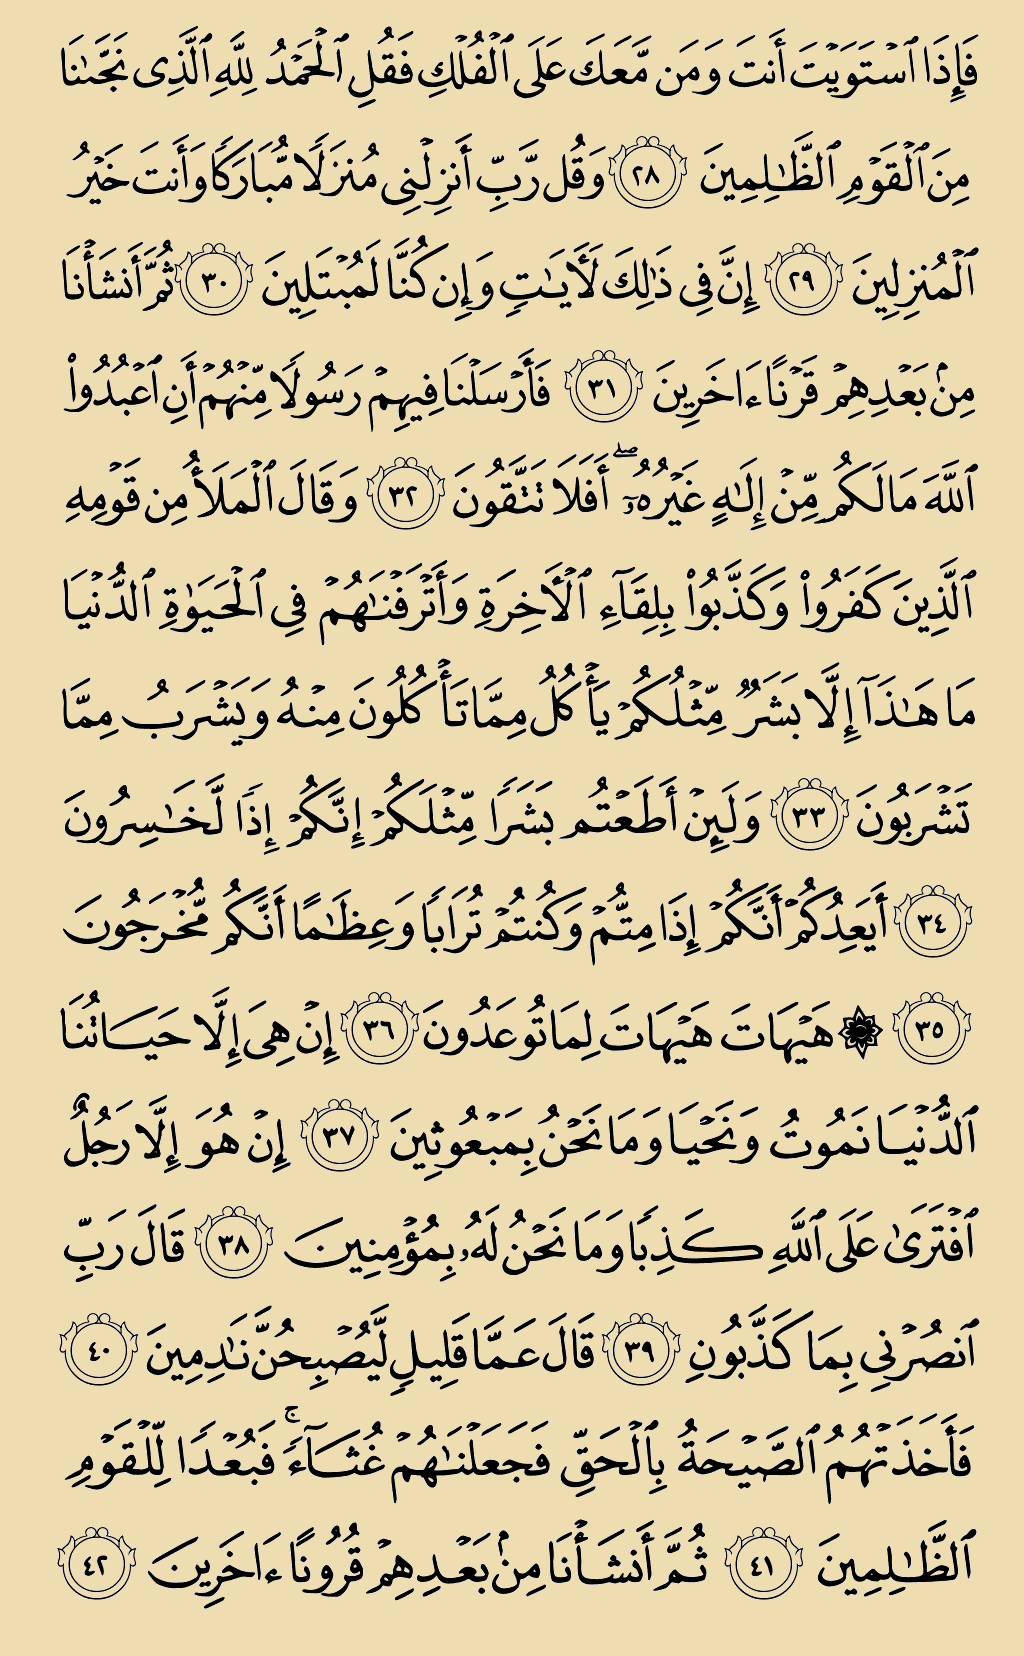 فَإِذَا ٱسْتَوَيْتَ أَنتَ وَمَن مَّعَكَ عَلَى ٱلْفُلْكِ فَقُلِ ٱلْحَمْدُ لِلَّهِ ٱلَّذِى نَجَّىٰنَا
مِنَ ٱلْقَوْمِ ٱلظَّـٰلِمِينَ ٢٨ وَقُل رَّبِّ أَنزِلْنِى مُنزَلًا مُّبَارَكًا وَأَنتَ خَيْرُ
ٱلْمُنزِلِينَ ٢٩ إِنَّ فِى ذَٰلِكَ لَـَٔايَـٰتٍ وَإِن كُنَّا لَمُبْتَلِينَ ٣٠ ثُمَّ أَنشَأْنَا
مِنۢ بَعْدِهِمْ قَرْنًا ءَاخَرِينَ ٣١ فَأَرْسَلْنَا فِيهِمْ رَسُولًا مِّنْهُمْ أَنِ ٱعْبُدُوا۟
ٱللَّهَ مَا لَكُم مِّنْ إِلَـٰهٍ غَيْرُهُۥٓ ۖ أَفَلَا تَتَّقُونَ ٣٢ وَقَالَ ٱلْمَلَأُ مِن قَوْمِهِ
ٱلَّذِينَ كَفَرُوا۟ وَكَذَّبُوا۟ بِلِقَآءِ ٱلْـَٔاخِرَةِ وَأَتْرَفْنَـٰهُمْ فِى ٱلْحَيَوٰةِ ٱلدُّنْيَا
مَا هَـٰذَآ إِلَّا بَشَرٌ مِّثْلُكُمْ يَأْكُلُ مِمَّا تَأْكُلُونَ مِنْهُ وَيَشْرَبُ مِمَّا
تَشْرَبُونَ ٣٣ وَلَئِنْ أَطَعْتُم بَشَرًا مِّثْلَكُمْ إِنَّكُمْ إِذًا لَّخَـٰسِرُونَ
٣٤ أَيَعِدُكُمْ أَنَّكُمْ إِذَا مِتُّمْ وَكُنتُمْ تُرَابًا وَعِظَـٰمًا أَنَّكُم مُّخْرَجُونَ
٣٥ ۞ هَيْهَاتَ هَيْهَاتَ لِمَا تُوعَدُونَ ٣٦ إِنْ هِىَ إِلَّا حَيَاتُنَا
ٱلدُّنْيَا نَمُوتُ وَنَحْيَا وَمَا نَحْنُ بِمَبْعُوثِينَ ٣٧ إِنْ هُوَ إِلَّا رَجُلٌ
ٱفْتَرَىٰ عَلَى ٱللَّهِ كَذِبًا وَمَا نَحْنُ لَهُۥ بِمُؤْمِنِينَ ٣٨ قَالَ رَبِّ
ٱنصُرْنِى بِمَا كَذَّبُونِ ٣٩ قَالَ عَمَّا قَلِيلٍ لَّيُصْبِحُنَّ نَـٰدِمِينَ ٤٠
فَأَخَذَتْهُمُ ٱلصَّيْحَةُ بِٱلْحَقِّ فَجَعَلْنَـٰهُمْ غُثَآءً ۚ فَبُعْدًا لِّلْقَوْمِ
ٱلظَّـٰلِمِينَ ٤١ ثُمَّ أَنشَأْنَا مِنۢ بَعْدِهِمْ قُرُونًا ءَاخَرِينَ ٤٢